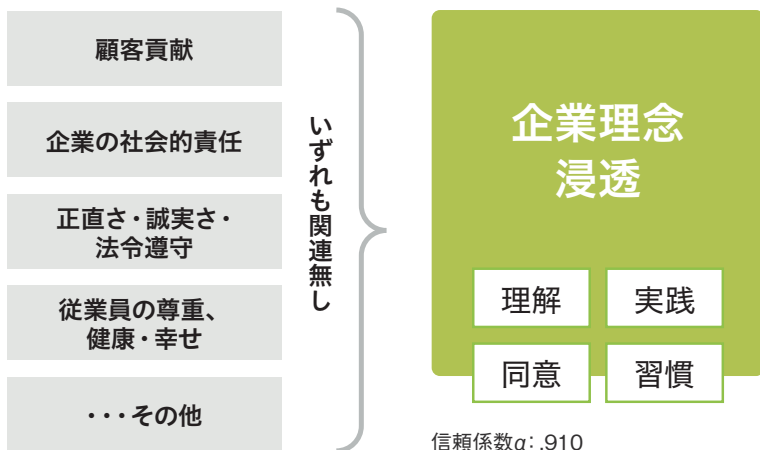 顧客貢献
企業の社会的責任
正直さ・誠実さ・
法令遵守
従業員の尊重、
健康・幸せ
・・・その他
いずれも関連無し
企業理念
浸透
理解
実践
同意
習慣
信頼係数α: .910